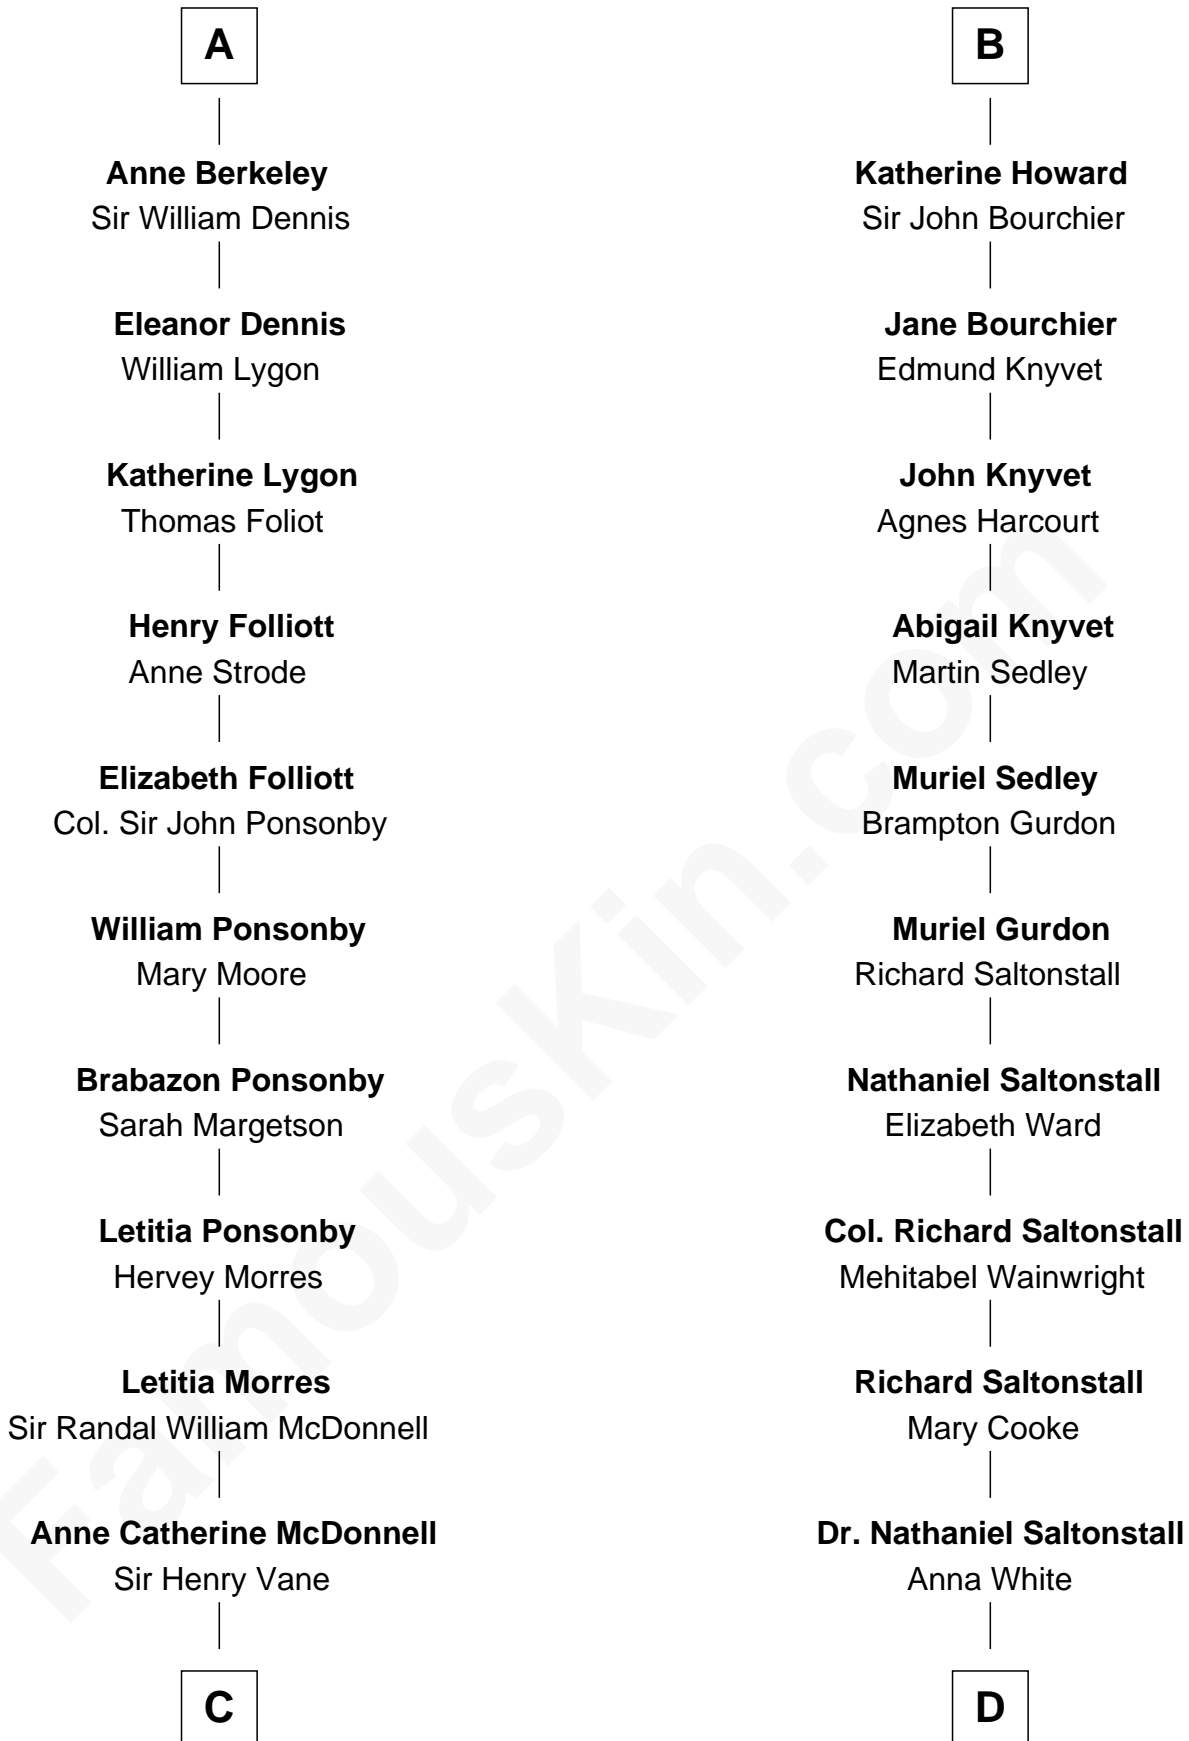 A
Anne Berkeley
Sir William Dennis
Eleanor Dennis
William Lygon
Katherine Lygon
Thomas Foliot
Henry Folliott
Anne Strode
Elizabeth Folliott
Col. Sir John Ponsonby
William Ponsonby
Mary Moore
Brabazon Ponsonby
Sarah Margetson
Letitia Ponsonby
Hervey Morres
Letitia Morres
Sir Randal William McDonnell
Anne Catherine McDonnell
Sir Henry Vane
C
B
Katherine Howard
Sir John Bourchier
Jane Bourchier
Edmund Knyvet
John Knyvet
Agnes Harcourt
Abigail Knyvet
Martin Sedley
Muriel Sedley
Brampton Gurdon
Muriel Gurdon
Richard Saltonstall
Nathaniel Saltonstall
Elizabeth Ward
Col. Richard Saltonstall
Mehitabel Wainwright
Richard Saltonstall
Mary Cooke
Dr. Nathaniel Saltonstall
Anna White
D
FamousKin.com